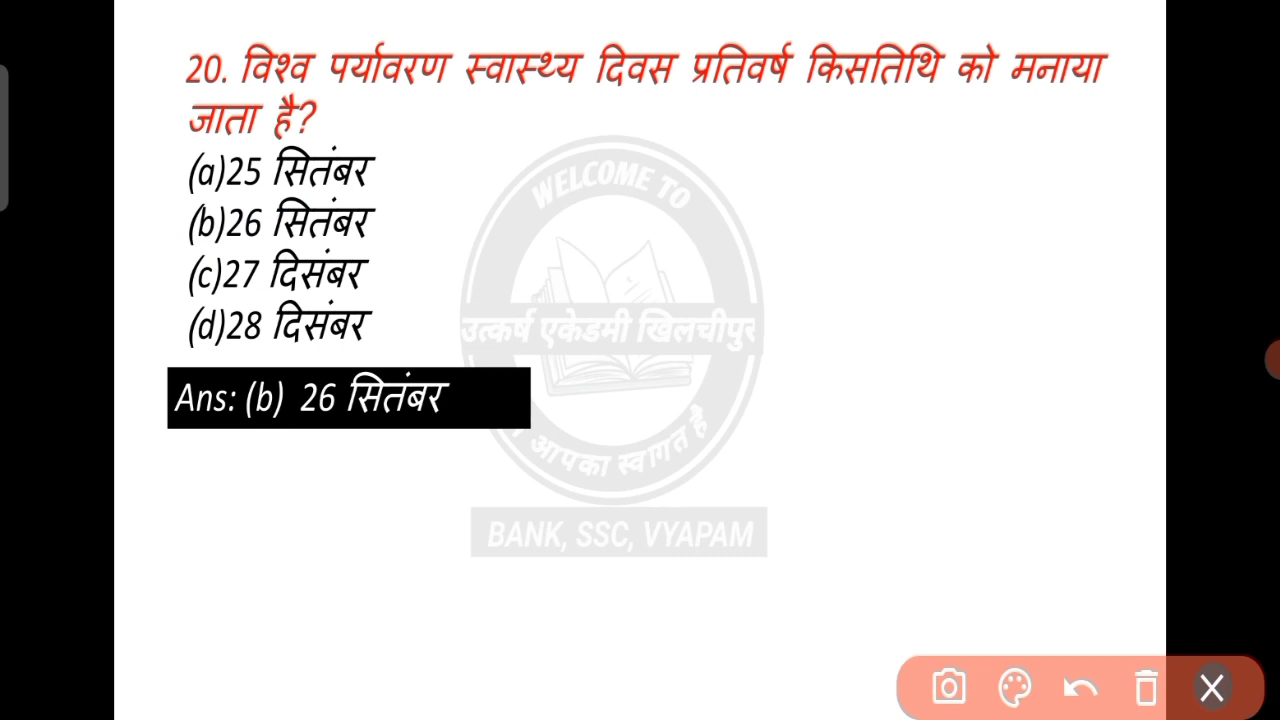 20. विश्व पर्यावरण स्वास्थ्य दिवस प्रतिवर्ष किसतिथि को मनाया
जाता है?
(a)25 सितंबर
(b)26 सितंबर
(c)27 दिसंबर
(d)28 दिसंबर
Ans: (b) 26 सितंबर
WELCOME TO
उत्कर्ष एकेडमी खिलचीपुर
आपका स्वागत है
BANK, SSC, VYAPAM